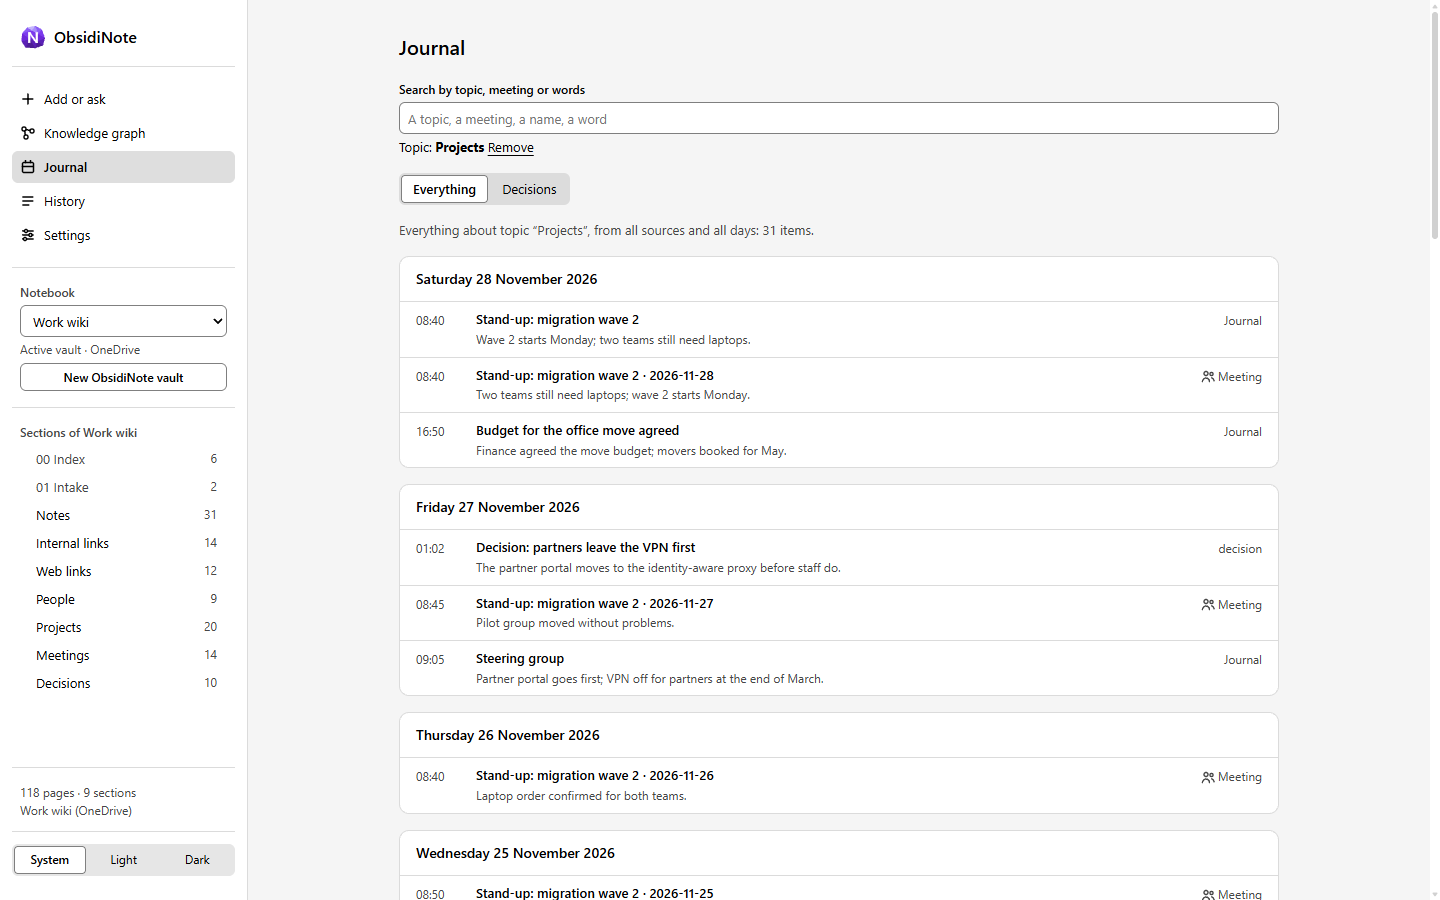 ObsidiNote
Add or ask
Knowledge graph
Journal
History
Settings
Notebook
Work wiki
Active vault · OneDrive
New ObsidiNote vault
Sections of Work wiki
00 Index 6
01 Intake 2
Notes 31
Internal links 14
Web links 12
People 9
Projects 20
Meetings 14
Decisions 10
118 pages · 9 sections
Work wiki (OneDrive)
System Light Dark
Journal
Search by topic, meeting or words
A topic, a meeting, a name, a word
Topic: Projects Remove
Everything Decisions
Everything about topic “Projects”, from all sources and all days: 31 items.
Saturday 28 November 2026
08:40 Stand-up: migration wave 2 Journal
Wave 2 starts Monday; two teams still need laptops.
08:40 Stand-up: migration wave 2 · 2026-11-28 Meeting
Two teams still need laptops; wave 2 starts Monday.
16:50 Budget for the office move agreed Journal
Finance agreed the move budget; movers booked for May.
Friday 27 November 2026
01:02 Decision: partners leave the VPN first decision
The partner portal moves to the identity-aware proxy before staff do.
08:45 Stand-up: migration wave 2 · 2026-11-27 Meeting
Pilot group moved without problems.
09:05 Steering group Journal
Partner portal goes first; VPN off for partners at the end of March.
Thursday 26 November 2026
08:40 Stand-up: migration wave 2 · 2026-11-26 Meeting
Laptop order confirmed for both teams.
Wednesday 25 November 2026
08:50 Stand-up: migration wave 2 · 2026-11-25 Meeting